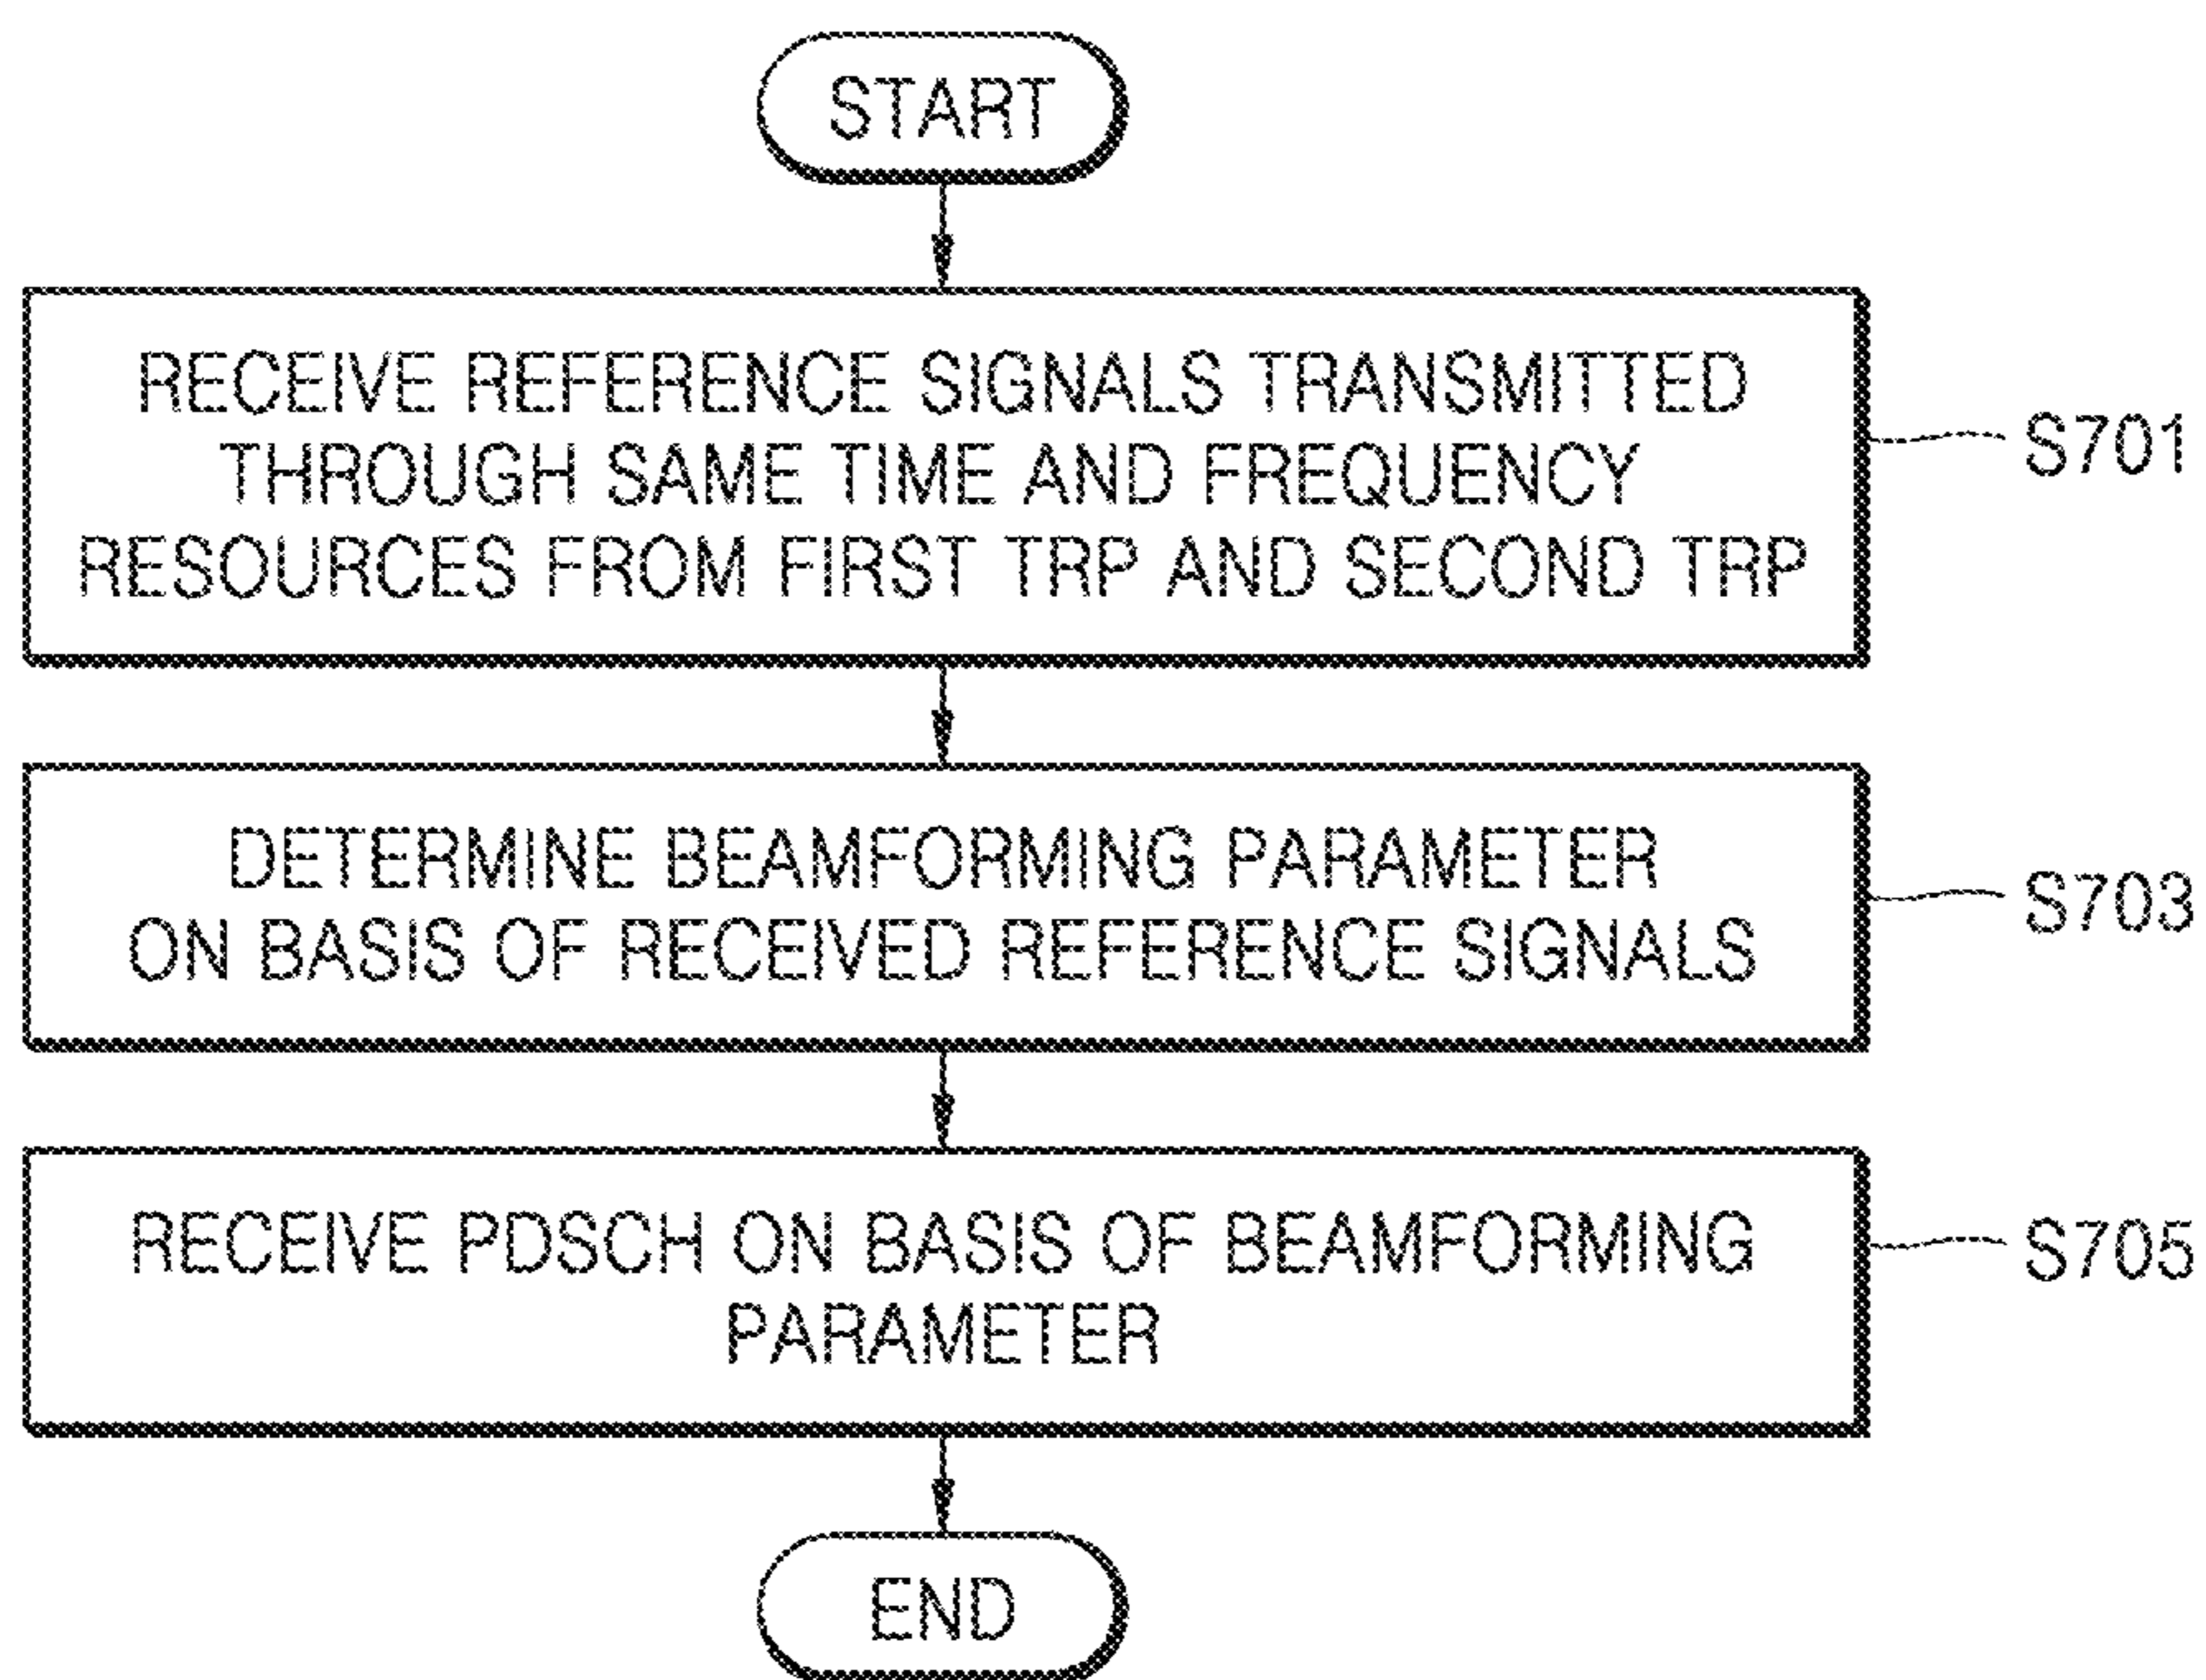 START
RECEIVE REFERENCE SIGNALS TRANSMITTED
THROUGH SAME TIME AND FREQUENCY
RESOURCES FROM FIRST TRP AND SECOND TRP
S701
DETERMINE BEAMFORMING PARAMETER
ON BASIS OF RECEIVED REFERENCE SIGNALS
S703
RECEIVE PDSCH ON BASIS OF BEAMFORMING
PARAMETER
S705
END